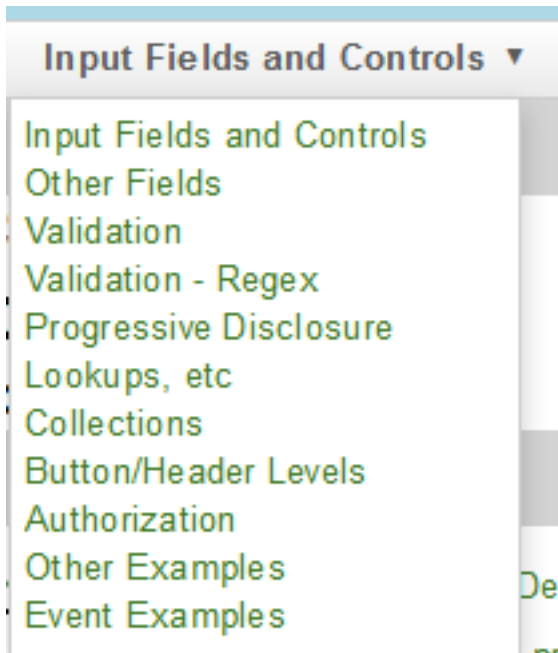 Input Fields and Controls ▼
Input Fields and Controls
Other Fields
Validation
Validation - Regex
Progressive Disclosure
Lookups, etc
Collections
Button/Header Levels
Authorization
Other Examples
Event Examples